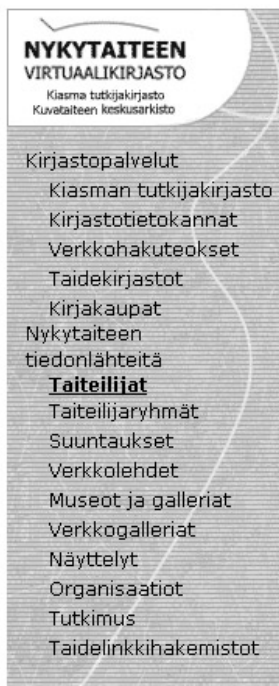 NYKYTAITEEN
VIRTUAALIKIRJASTO
Kiasma tutkijakirjasto
Kuvataiteen keskusarkisto
Kirjastopalvelut
Kiasman tutkijakirjasto
Kirjastotietokannat
Verkkohakuteokset
Taidekirjastot
Kirjakaupat
Nykytaiteen
tiedonlähteitä
Taiteilijat
Taiteilijaryhmät
Suuntaukset
Verkkolehdet
Museot ja galleriat
Verkkogalleriat
Näyttelyt
Organisaatiot
Tutkimus
Taidelinkkihakemistot